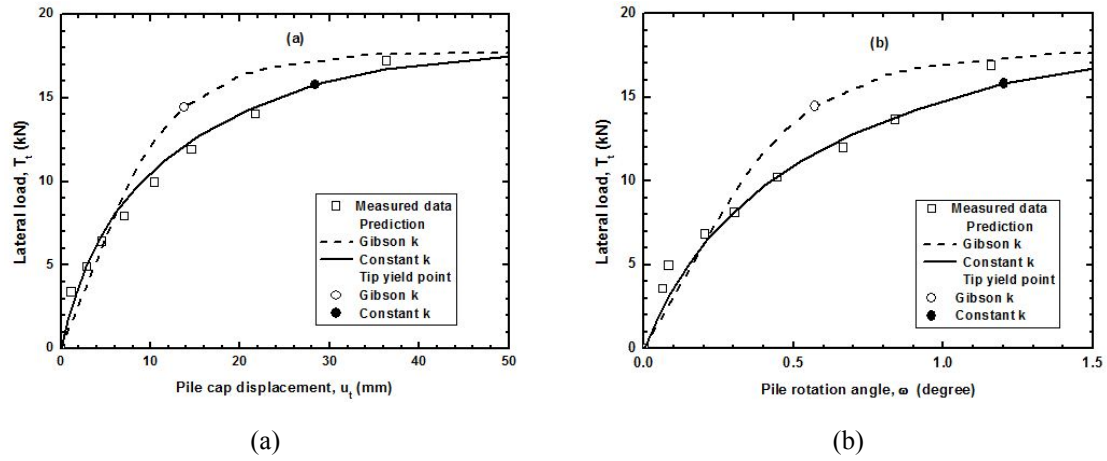 (a)
Lateral load, Tt (kN)
20
15
10
5
0
Measured data
Prediction
Gibson k
Constant k
Tip yield point
Gibson k
Constant k
0 10 20 30 40 50
Pile cap displacement, ut (mm)
(a)
(b)
Lateral load, Tt (kN)
20
15
10
5
0
Measured data
Prediction
Gibson k
Constant k
Tip yield point
Gibson k
Constant k
0.0 0.5 1.0 1.5
Pile rotation angle, ω (degree)
(b)